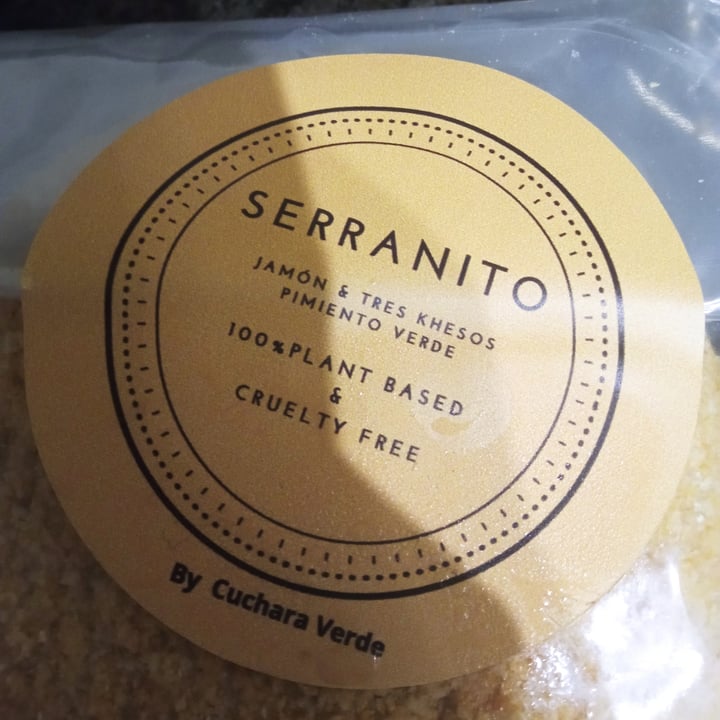 SERRANITO
JAMÓN & TRES KHESOS
PIMIENTO VERDE
100%PLANT BASED
&
CRUELTY FREE
By Cuchara Verde